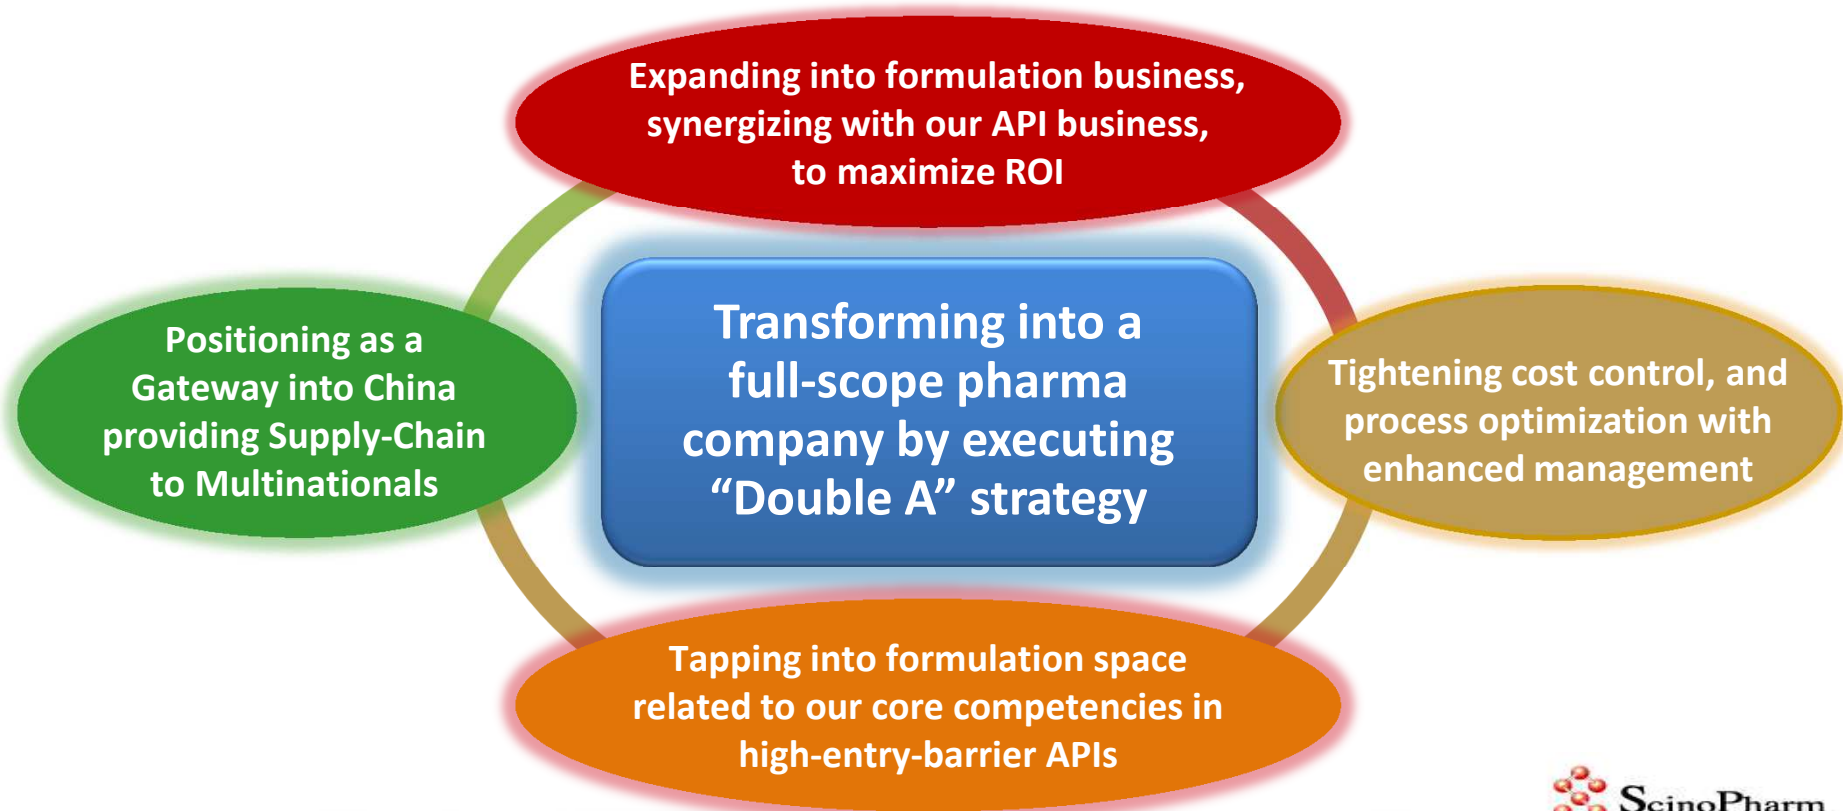 Expanding into formulation business,
synergizing with our API business,
to maximize ROI
Positioning as a
Gateway into China
providing Supply-Chain
to Multinationals
Transforming into a
full-scope pharma
company by executing
“Double A” strategy
Tightening cost control, and
process optimization with
enhanced management
Tapping into formulation space
related to our core competencies in
high-entry-barrier APIs
ScinoPharm